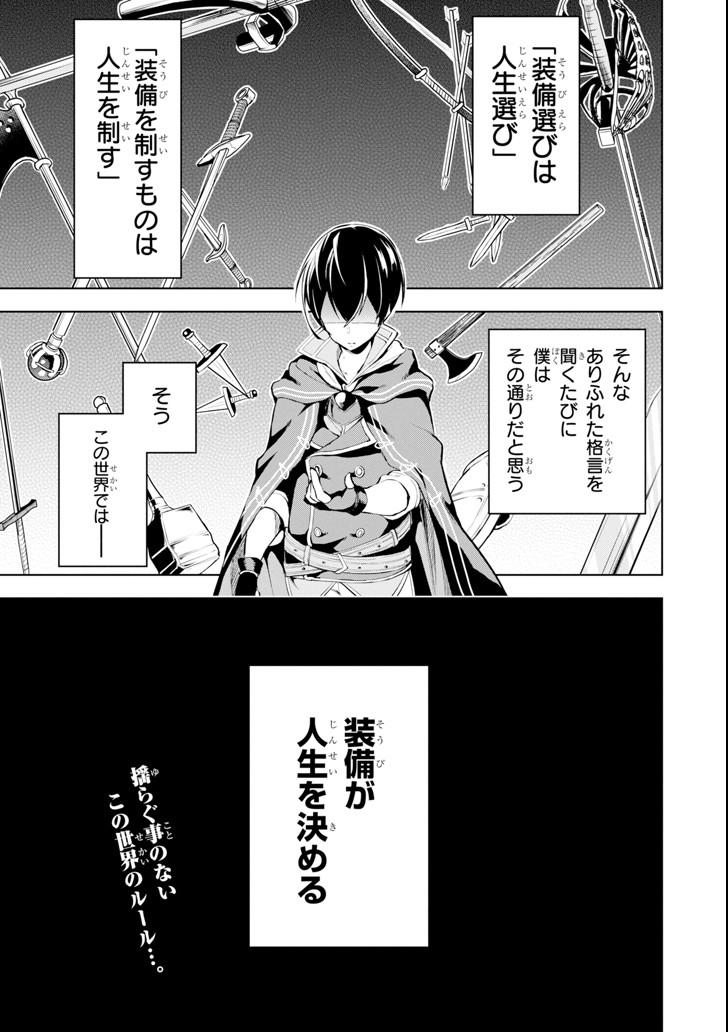 「装備選びは
人生選び」
「装備を制すものは
人生を制す」
そんな
ありふれた格言を
聞くたびに
僕は
その通りだと思う
そう
この世界では――
装備が
人生を決める
揺らぐ事のない
この世界のルール…。